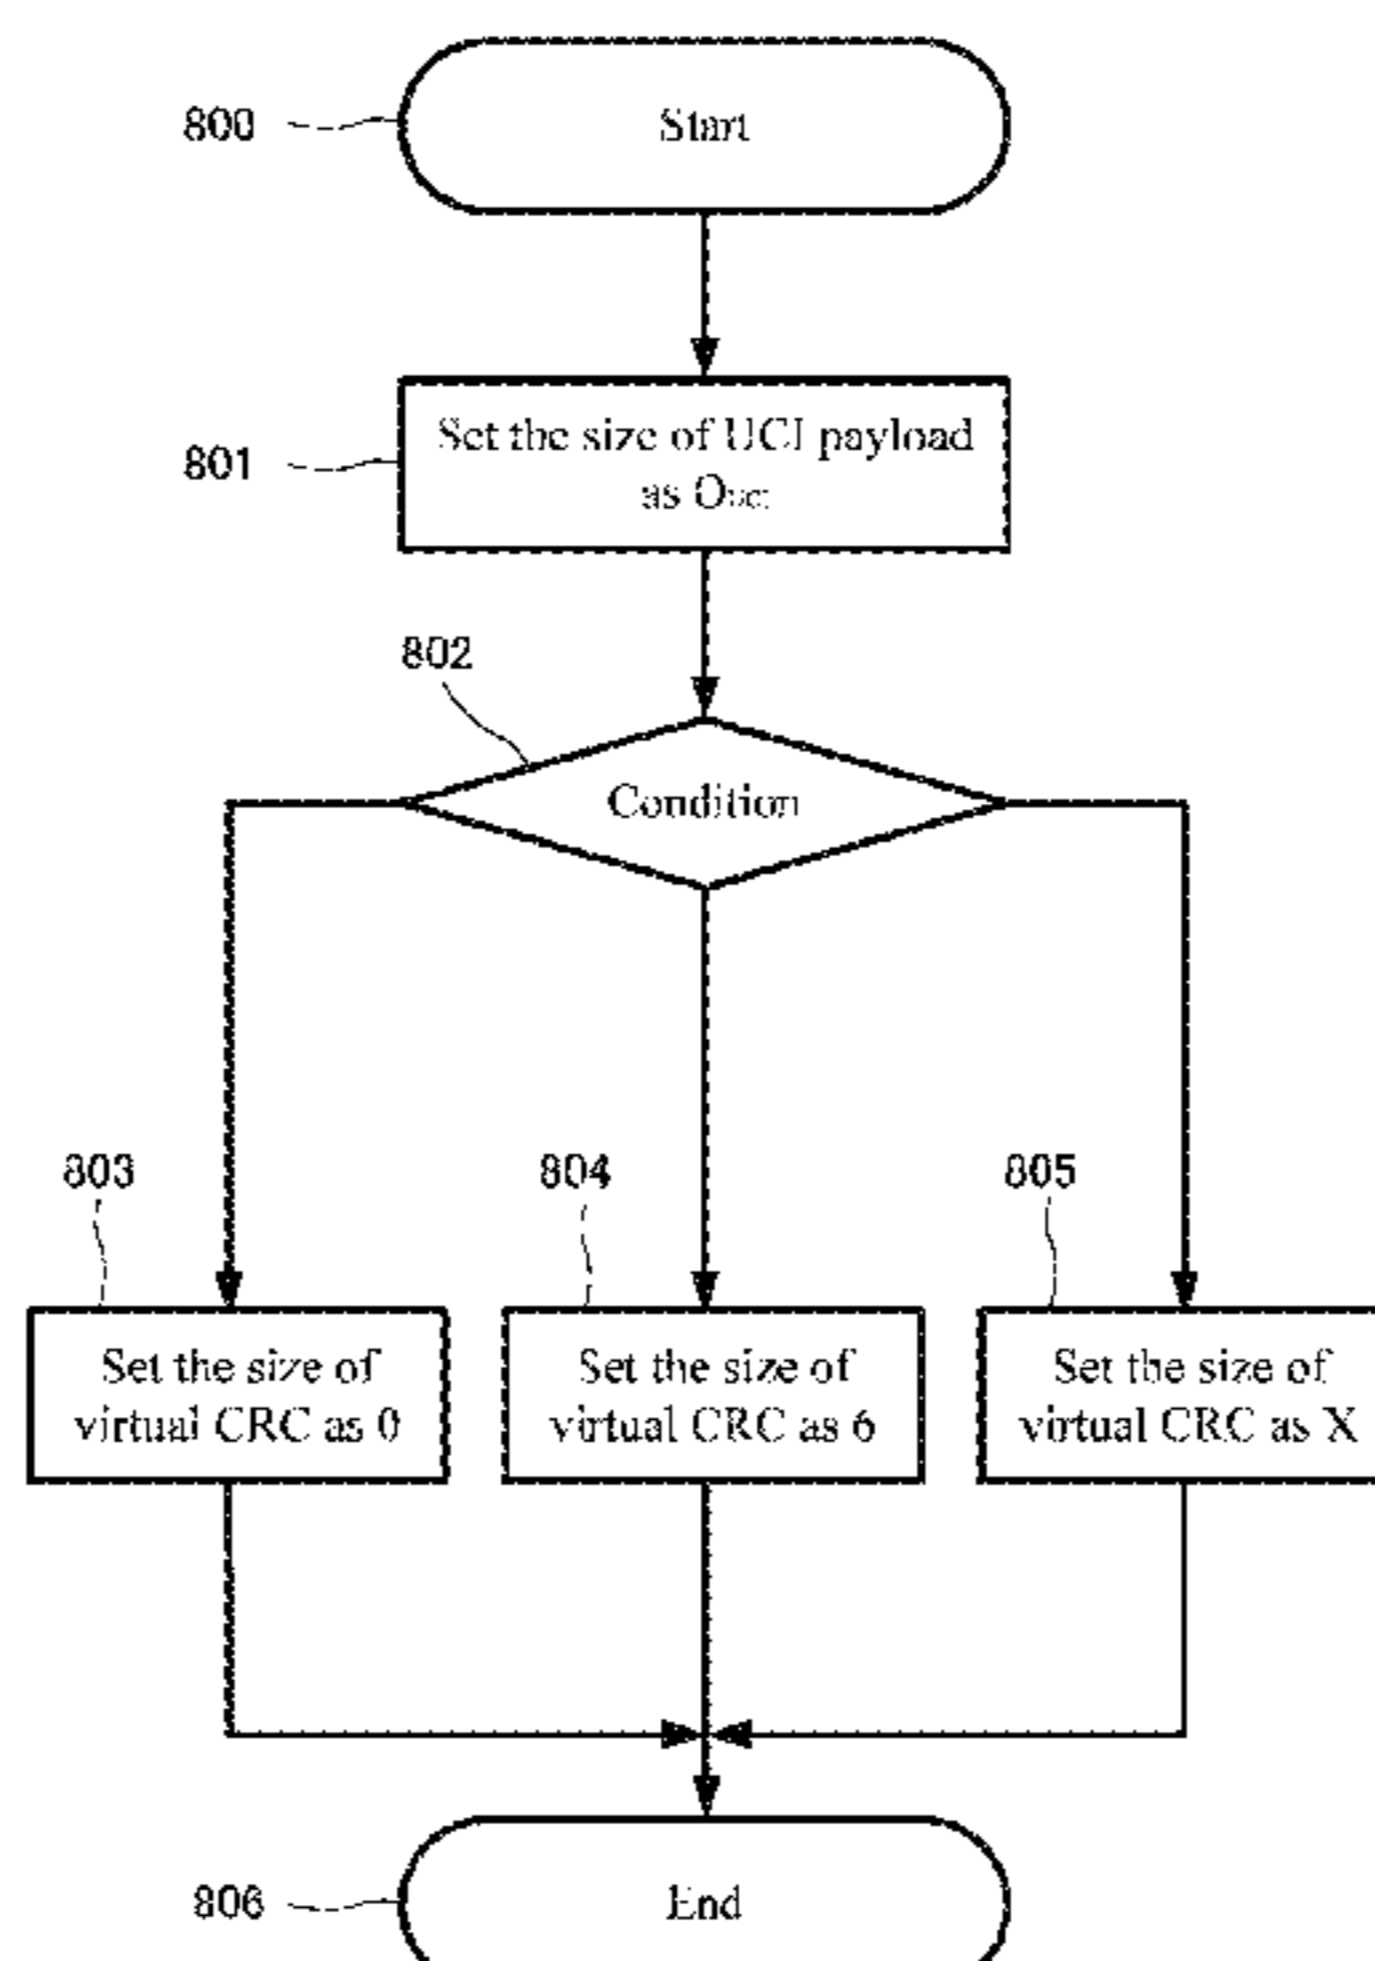 800
Start
801
Set the size of UCI payload
as Ouci
802
Condition
803
804
805
Set the size of
virtual CRC as 0
Set the size of
virtual CRC as 6
Set the size of
virtual CRC as X
806
End